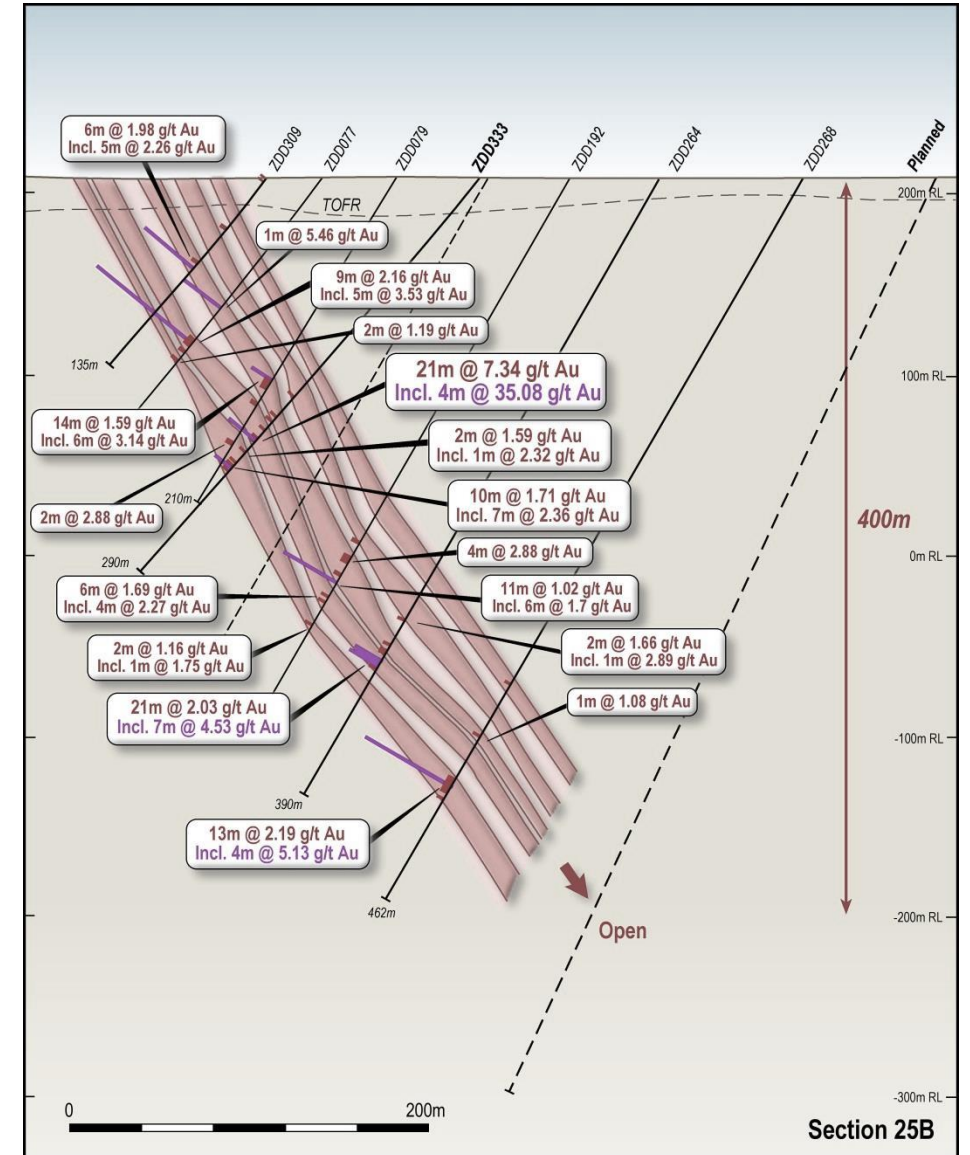 6m @ 1.98 g/t Au
Incl. 5m @ 2.26 g/t Au
ZDD309
ZDD077
ZDD079
ZDD333
ZDD192
ZDD264
ZDD268
Planned
200m RL
TOFR
1m @ 5.46 g/t Au
9m @ 2.16 g/t Au
Incl. 5m @ 3.53 g/t Au
2m @ 1.19 g/t Au
135m
100m RL
21m @ 7.34 g/t Au
Incl. 4m @ 35.08 g/t Au
14m @ 1.59 g/t Au
Incl. 6m @ 3.14 g/t Au
2m @ 1.59 g/t Au
Incl. 1m @ 2.32 g/t Au
210m
10m @ 1.71 g/t Au
Incl. 7m @ 2.36 g/t Au
2m @ 2.88 g/t Au
400m
290m
4m @ 2.88 g/t Au
0m RL
6m @ 1.69 g/t Au
Incl. 4m @ 2.27 g/t Au
11m @ 1.02 g/t Au
Incl. 6m @ 1.7 g/t Au
2m @ 1.16 g/t Au
Incl. 1m @ 1.75 g/t Au
2m @ 1.66 g/t Au
Incl. 1m @ 2.89 g/t Au
21m @ 2.03 g/t Au
Incl. 7m @ 4.53 g/t Au
1m @ 1.08 g/t Au
-100m RL
390m
13m @ 2.19 g/t Au
Incl. 4m @ 5.13 g/t Au
462m
Open
-200m RL
-300m RL
0
200m
Section 25B